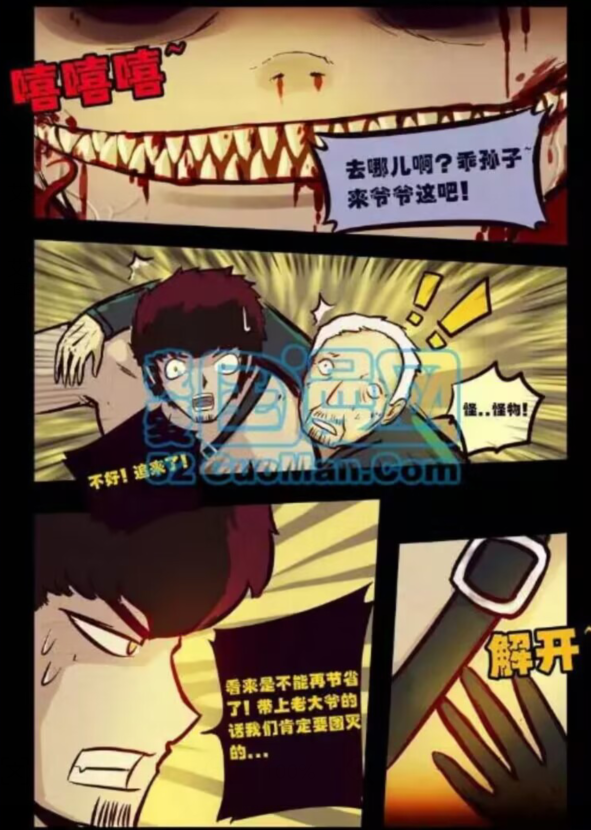 嘻嘻嘻~
去哪儿啊？乖孙子~
来爷爷这吧！
怪..怪物！
不好！追来了！
52GuoMan.Com
看来是不能再节省
了！带上老大爷的
话我们肯定要团灭
的...
解开~